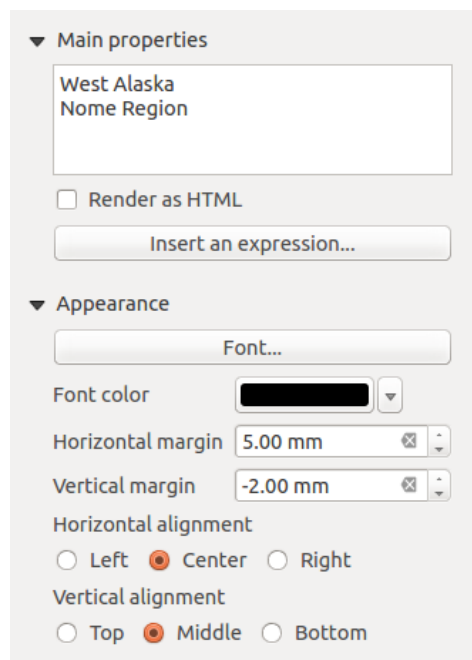 Main properties
West Alaska
Nome Region
Render as HTML
Insert an expression...
Appearance
Font...
Font color
Horizontal margin 5.00 mm
Vertical margin -2.00 mm
Horizontal alignment
Left Center Right
Vertical alignment
Top Middle Bottom